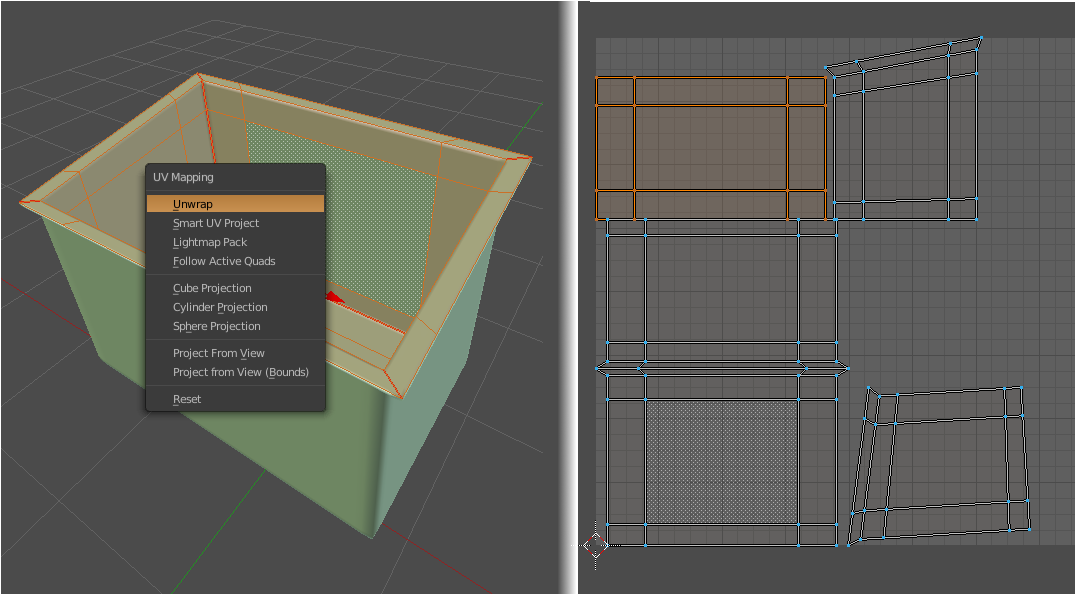 UV Mapping
Unwrap
Smart UV Project
Lightmap Pack
Follow Active Quads
Cube Projection
Cylinder Projection
Sphere Projection
Project From View
Project from View (Bounds)
Reset